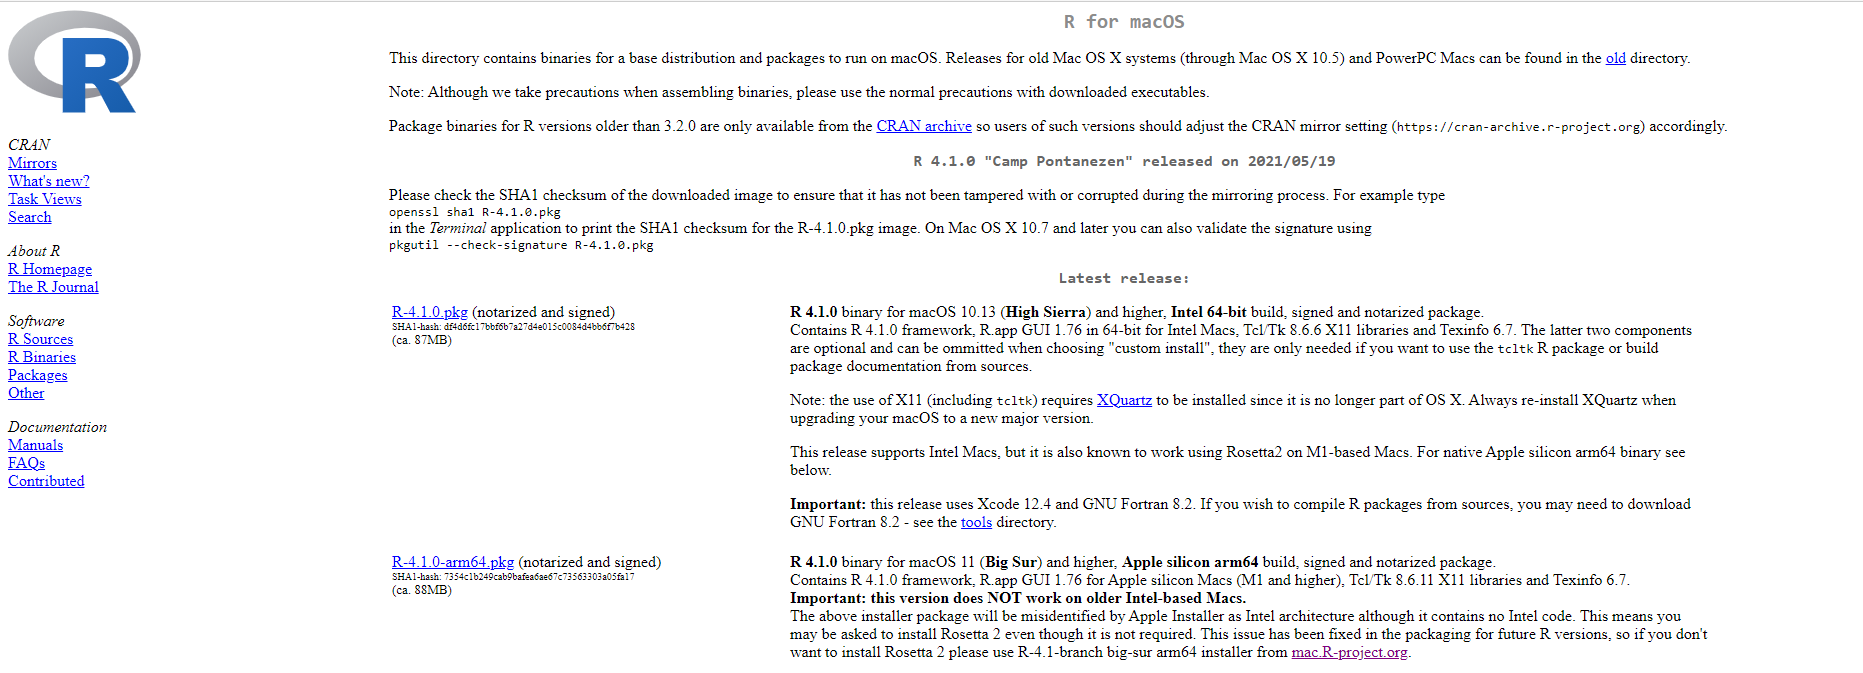 R
CRAN
Mirrors
What's new?
Task Views
Search
About R
R Homepage
The R Journal
Software
R Sources
R Binaries
Packages
Other
Documentation
Manuals
FAQs
Contributed
R for macOS
This directory contains binaries for a base distribution and packages to run on macOS. Releases for old Mac OS X systems (through Mac OS X 10.5) and PowerPC Macs can be found in the old directory.
Note: Although we take precautions when assembling binaries, please use the normal precautions with downloaded executables.
Package binaries for R versions older than 3.2.0 are only available from the CRAN archive so users of such versions should adjust the CRAN mirror setting (https://cran-archive.r-project.org) accordingly.
R 4.1.0 "Camp Pontanezen" released on 2021/05/19
Please check the SHA1 checksum of the downloaded image to ensure that it has not been tampered with or corrupted during the mirroring process. For example type
openssl sha1 R-4.1.0.pkg
in the Terminal application to print the SHA1 checksum for the R-4.1.0.pkg image. On Mac OS X 10.7 and later you can also validate the signature using
pkgutil --check-signature R-4.1.0.pkg
Latest release:
R-4.1.0.pkg (notarized and signed)
SHA1-hash: df4d6fc17bbf6b7a27d4e015c0084d4bb6f7b428
(ca. 87MB)
R 4.1.0 binary for macOS 10.13 (High Sierra) and higher, Intel 64-bit build, signed and notarized package.
Contains R 4.1.0 framework, R.app GUI 1.76 in 64-bit for Intel Macs, Tcl/Tk 8.6.6 X11 libraries and Texinfo 6.7. The latter two components
are optional and can be ommitted when choosing "custom install", they are only needed if you want to use the tcltk R package or build
package documentation from sources.
Note: the use of X11 (including tcltk) requires XQuartz to be installed since it is no longer part of OS X. Always re-install XQuartz when
upgrading your macOS to a new major version.
This release supports Intel Macs, but it is also known to work using Rosetta2 on M1-based Macs. For native Apple silicon arm64 binary see
below.
Important: this release uses Xcode 12.4 and GNU Fortran 8.2. If you wish to compile R packages from sources, you may need to download
GNU Fortran 8.2 - see the tools directory.
R-4.1.0-arm64.pkg (notarized and signed)
SHA1-hash: 7354c1b249cab9bafea6ae67c73563303a05fa17
(ca. 88MB)
R 4.1.0 binary for macOS 11 (Big Sur) and higher, Apple silicon arm64 build, signed and notarized package.
Contains R 4.1.0 framework, R.app GUI 1.76 for Apple silicon Macs (M1 and higher), Tcl/Tk 8.6.11 X11 libraries and Texinfo 6.7.
Important: this version does NOT work on older Intel-based Macs.
The above installer package will be misidentified by Apple Installer as Intel architecture although it contains no Intel code. This means you
may be asked to install Rosetta 2 even though it is not required. This issue has been fixed in the packaging for future R versions, so if you don't
want to install Rosetta 2 please use R-4.1-branch big-sur arm64 installer from mac.R-project.org.